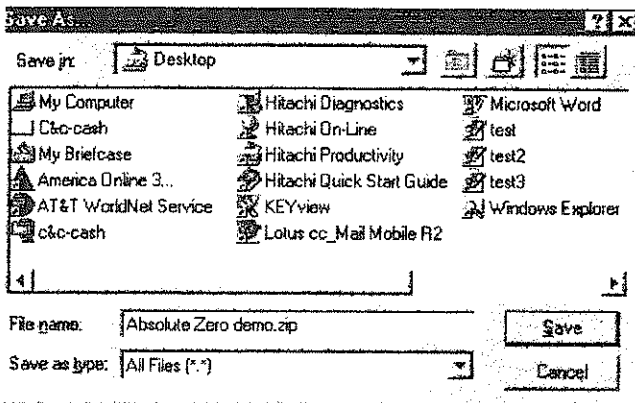 Save As...
Save in: Desktop
My Computer
C&c-cash
My Briefcase
America Online 3...
AT&T WorldNet Service
c&c-cash
Hitachi Diagnostics
Hitachi On-Line
Hitachi Productivity
Hitachi Quick Start Guide
KEYview
Lotus cc_Mail Mobile R2
Microsoft Word
test
test2
test3
Windows Explorer
File name: Absolute Zero demo.zip
Save
Save as type: All Files (*.*)
Cancel